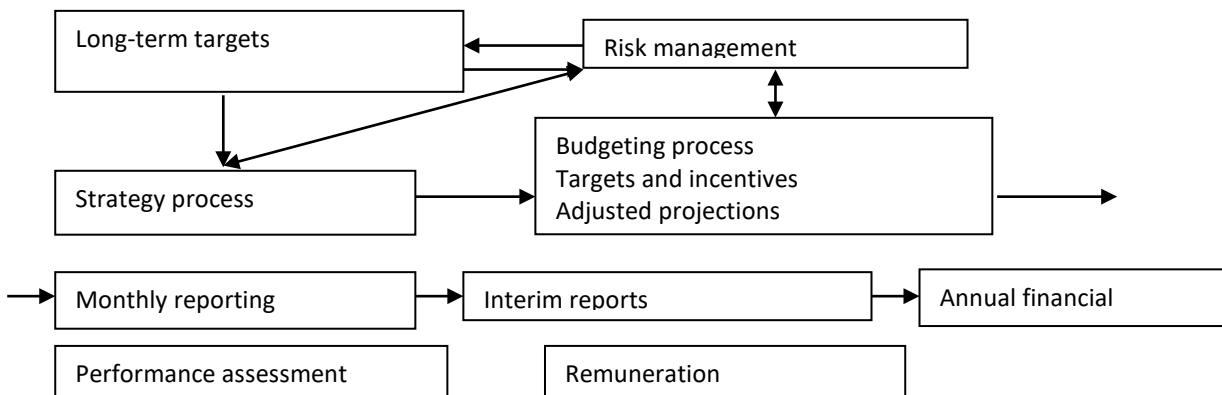 Long-term targets
Risk management
Budgeting process
Targets and incentives
Adjusted projections
Strategy process
Monthly reporting
Interim reports
Annual financial
Performance assessment
Remuneration